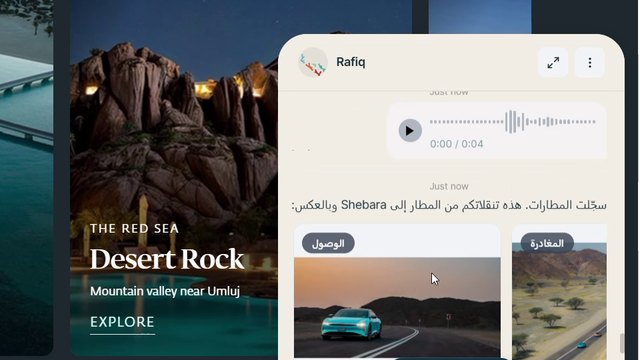 THE RED SEA
Desert Rock
Mountain valley near Umluj
EXPLORE
Rafiq
Just now
0:00 / 0:04
Just now
سجّلت المطارات. هذه تنقلاتكم من المطار إلى Shebara وبالعكس:
الوصول
المغادرة